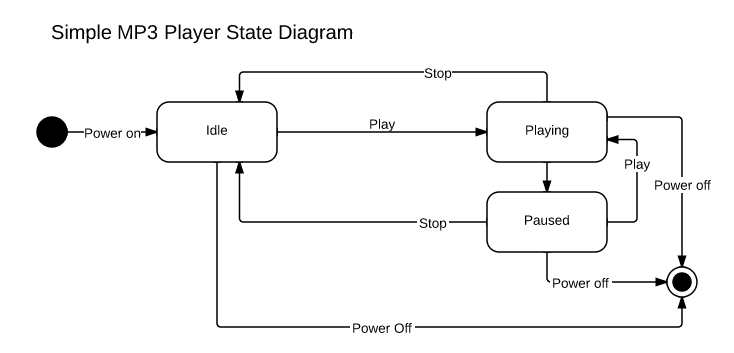 Simple MP3 Player State Diagram
Stop
Power on
Idle
Play
Playing
Play
Power off
Stop
Paused
Power off
Power Off